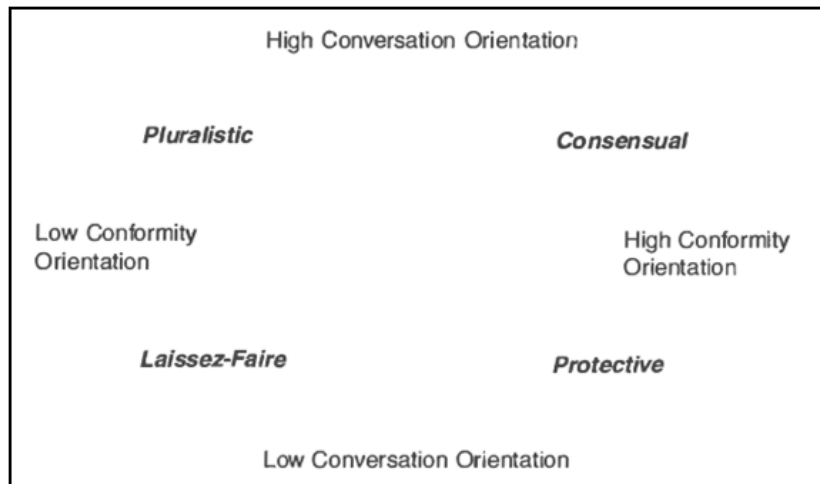 High Conversation Orientation
Pluralistic
Consensual
Low Conformity
Orientation
High Conformity
Orientation
Laissez-Faire
Protective
Low Conversation Orientation